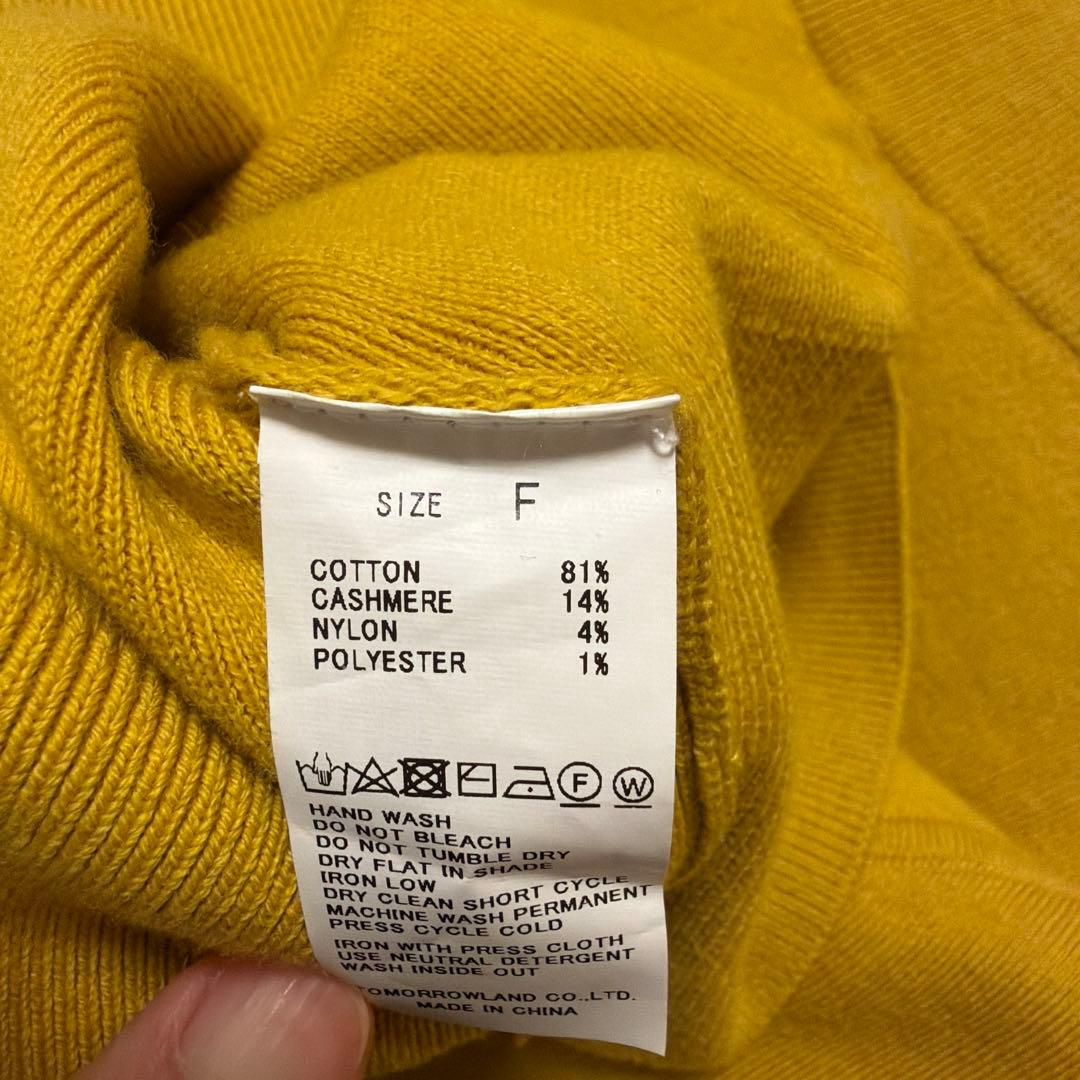 SIZE F
COTTON 81%
CASHMERE 14%
NYLON 4%
POLYESTER 1%
F W
HAND WASH
DO NOT BLEACH
DO NOT TUMBLE DRY
DRY FLAT IN SHADE
IRON LOW
DRY CLEAN SHORT CYCLE
MACHINE WASH PERMANENT
PRESS CYCLE COLD
IRON WITH PRESS CLOTH
USE NEUTRAL DETERGENT
WASH INSIDE OUT
TOMORROWLAND CO.,LTD.
MADE IN CHINA